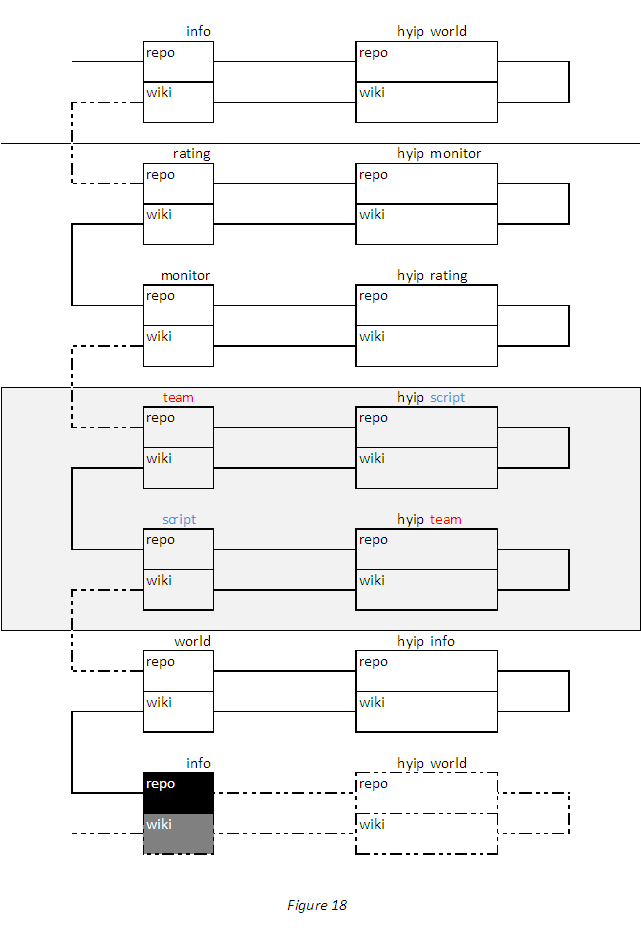 info hyip world
repo repo
wiki wiki
rating hyip monitor
repo repo
wiki wiki
monitor hyip rating
repo repo
wiki wiki
team hyip script
repo repo
wiki wiki
script hyip team
repo repo
wiki wiki
world hyip info
repo repo
wiki wiki
info hyip world
repo repo
wiki wiki
Figure 18